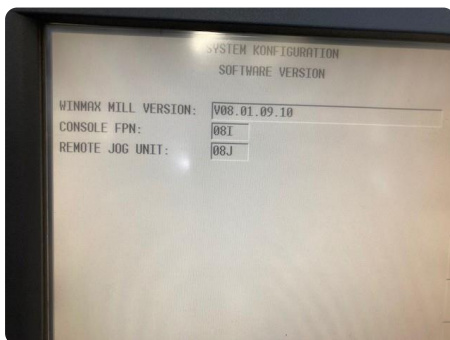 SYSTEM KONFIGURATION
SOFTWARE VERSION
WINMAX MILL VERSION: V08.01.09.10
CONSOLE FPN: 08I
REMOTE JOG UNIT: 08J